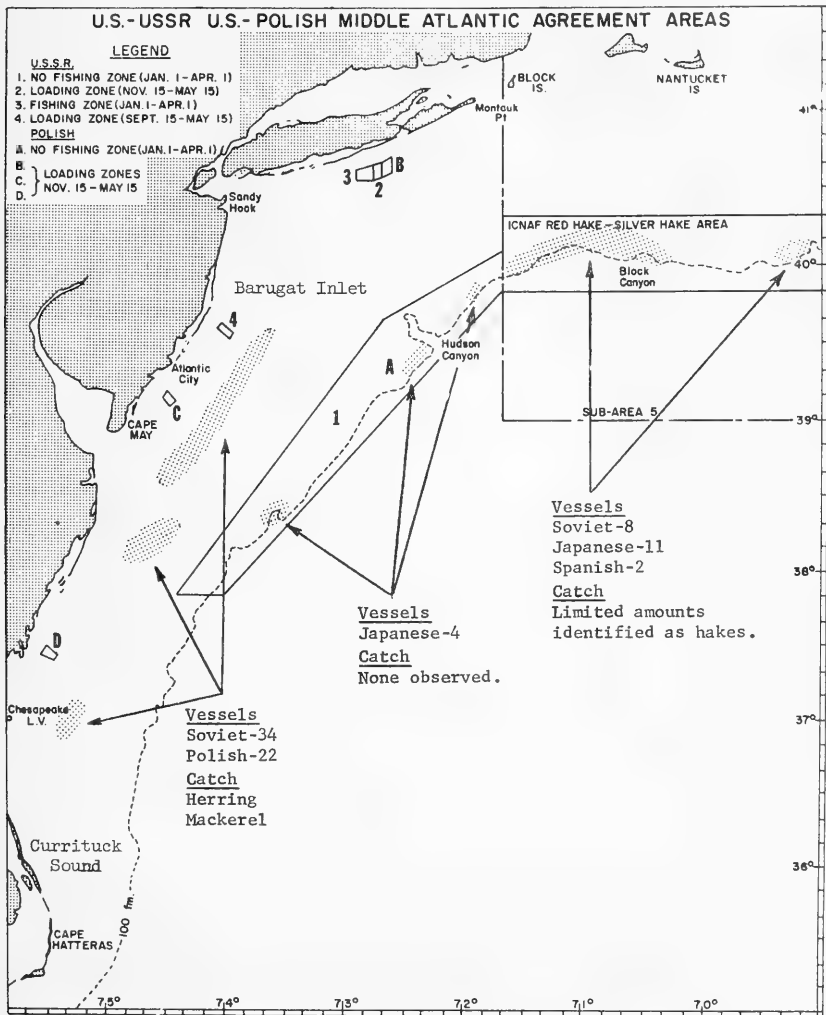 U.S.-USSR U.S.-POLISH MIDDLE ATLANTIC AGREEMENT AREAS
LEGEND
U.S.S.R.
1. NO FISHING ZONE (JAN. 1-APR. 1)
2. LOADING ZONE (NOV. 15-MAY 15)
3. FISHING ZONE (JAN. 1-APR. 1)
4. LOADING ZONE (SEPT. 15-MAY 15)
POLISH
A. NO FISHING ZONE (JAN. 1-APR. 1)
B.
C. } LOADING ZONES
NOV. 15-MAY 15
D.
BLOCK
IS.
NANTUCKET
IS
Montauk
Pt
41°
3
2
B
Sandy
Hook
ICNAF RED HAKE-SILVER HAKE AREA
40°
Block
Canyon
Barugat Inlet
4
Hudson
Canyon
A
Atlantic
City
C
CAPE
MAY
1
SUB-AREA 5
39°
Vessels
Soviet-8
Japanese-11
Spanish-2
Catch
Limited amounts
identified as hakes.
38°
Vessels
Japanese-4
Catch
None observed.
D
Chesapeake
L.V.
37°
Vessels
Soviet-34
Polish-22
Catch
Herring
Mackerel
Currituck
Sound
36°
100 fm.
CAPE
HATTERAS
75°
74°
73°
72°
71°
70°